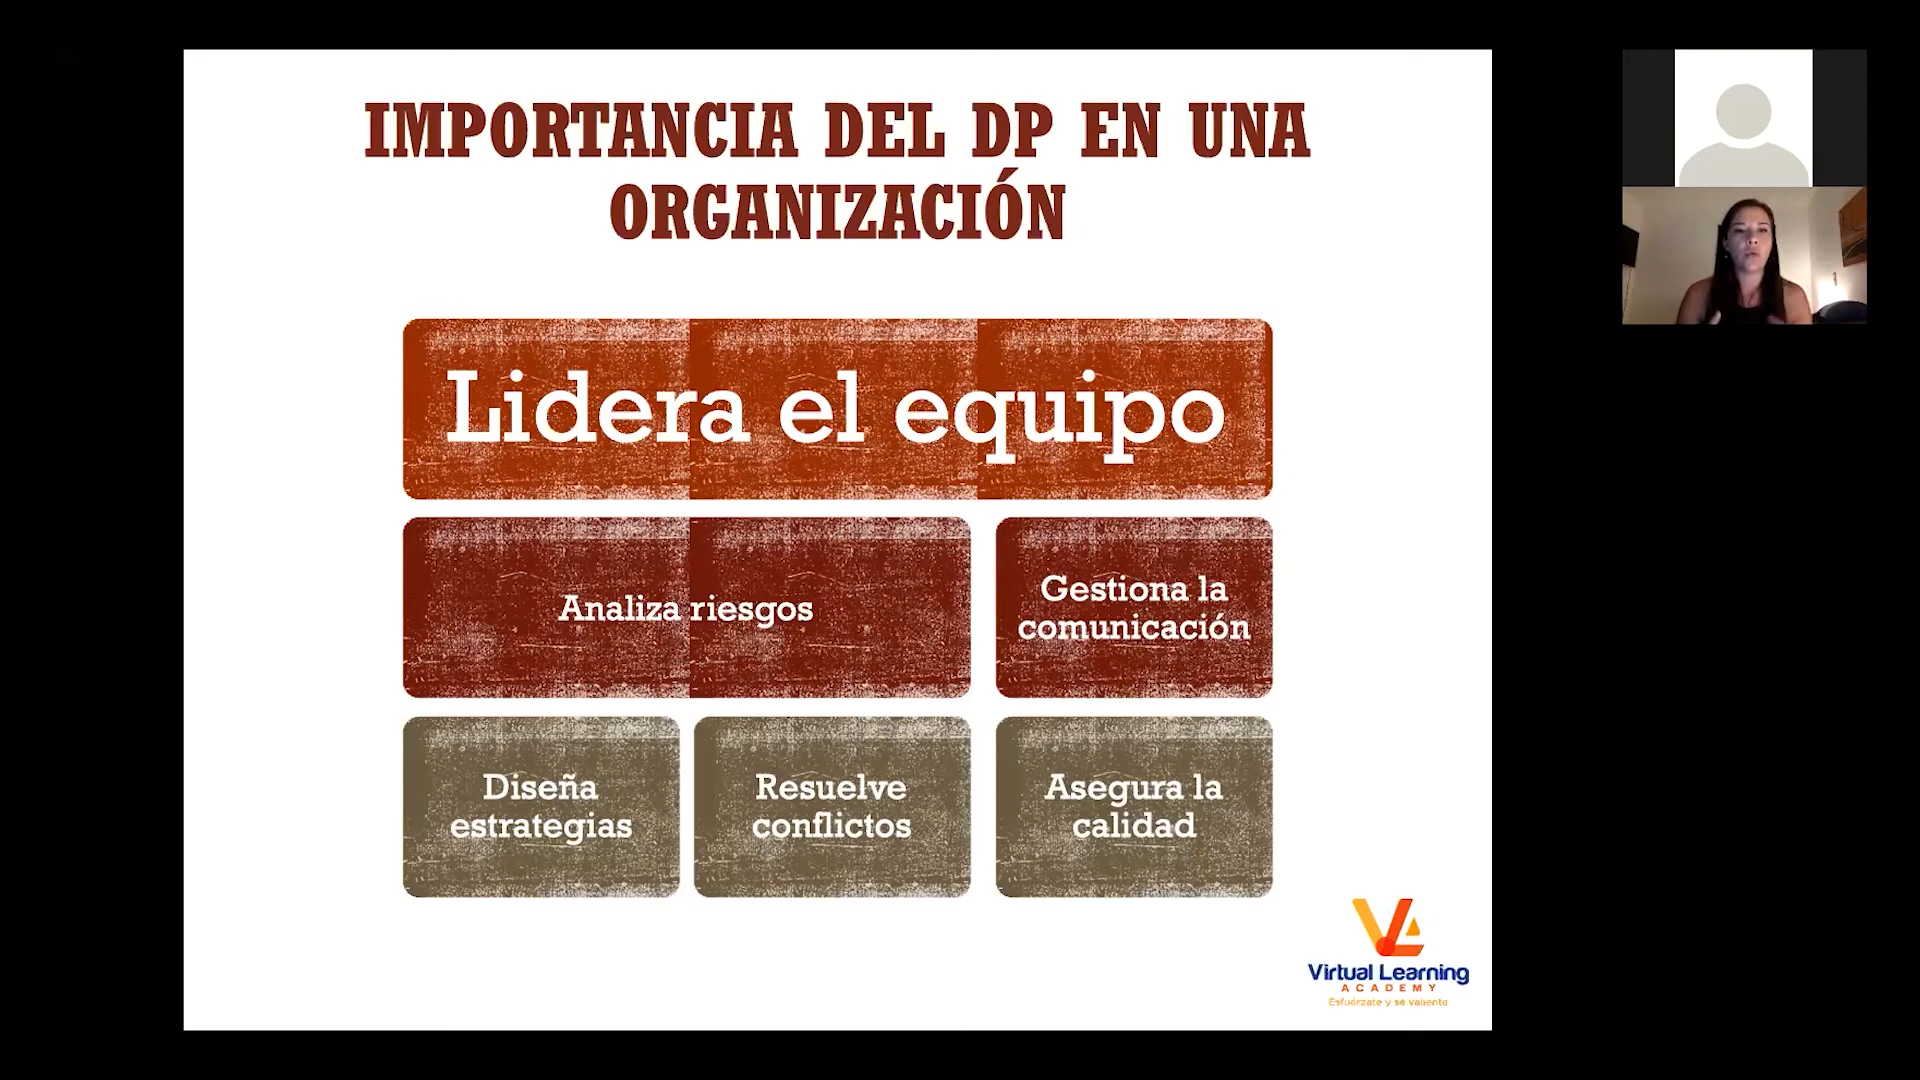 IMPORTANCIA DEL DP EN UNA
ORGANIZACIÓN
Lidera el equipo
Analiza riesgos
Gestiona la
comunicación
Diseña
estrategias
Resuelve
conflictos
Asegura la
calidad
Virtual Learning
ACADEMY
Esfuérzate y sé valiente